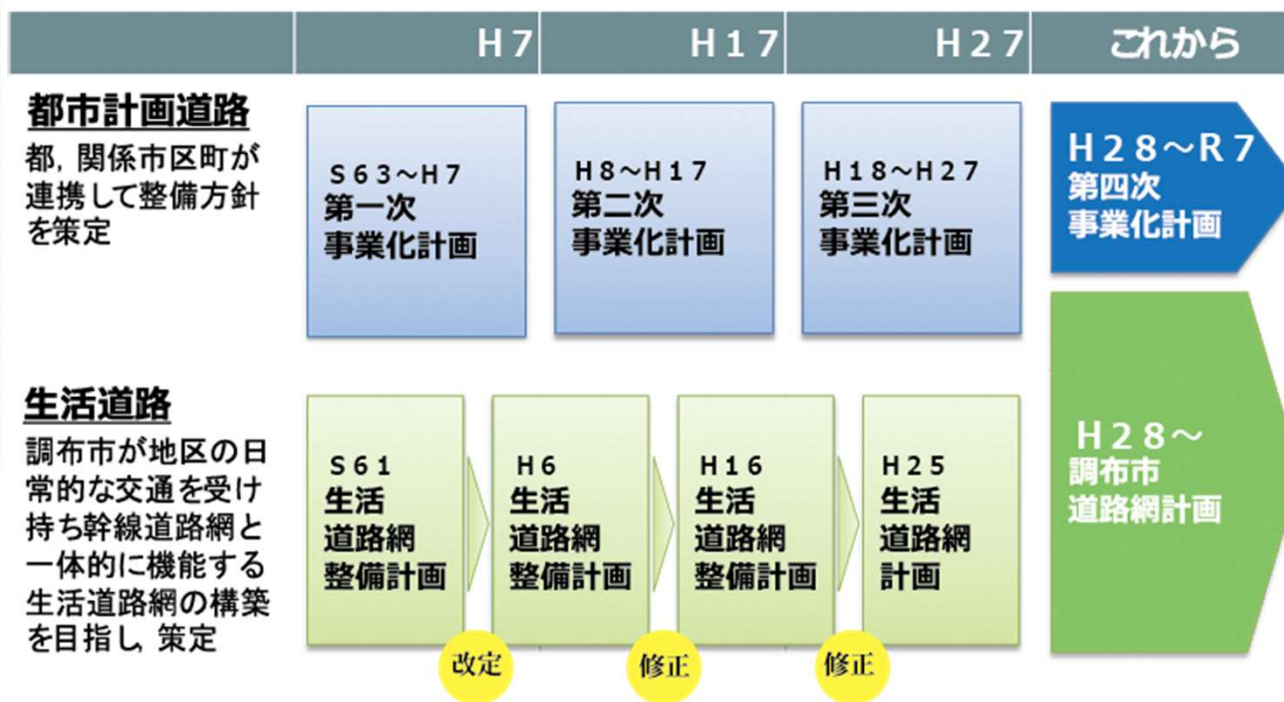 H7
H17
H27
これから
都市計画道路
都,関係市区町が
連携して整備方針
を策定
S63~H7
第一次
事業化計画
H8~H17
第二次
事業化計画
H18~H27
第三次
事業化計画
H28~R7
第四次
事業化計画
生活道路
調布市が地区の日
常的な交通を受け
持ち幹線道路網と
一体的に機能する
生活道路網の構築
を目指し,策定
S61
生活
道路網
整備計画
改定
H6
生活
道路網
整備計画
修正
H16
生活
道路網
整備計画
修正
H25
生活
道路網
計画
H28~
調布市
道路網計画